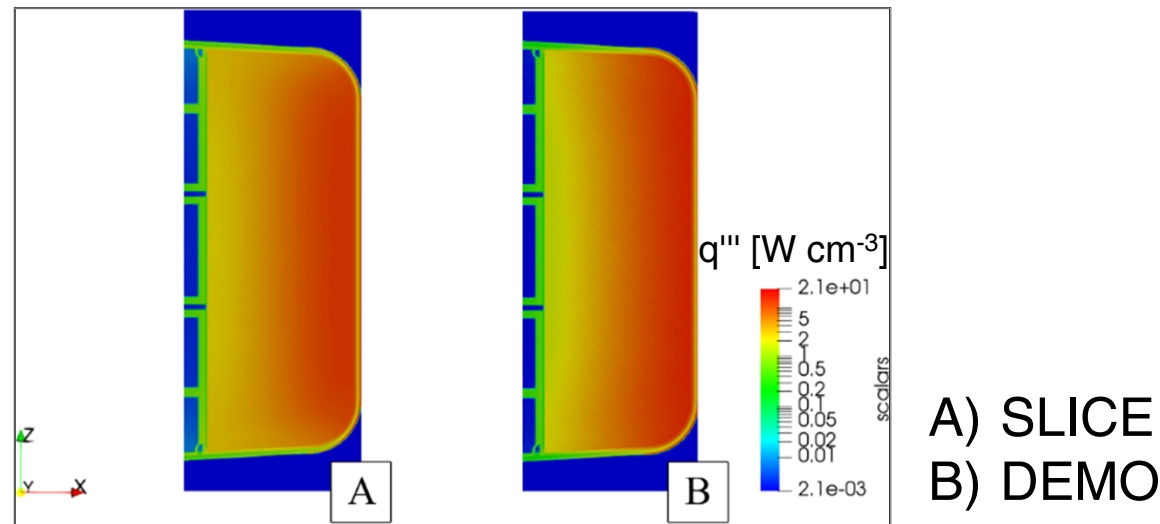 q''' [W cm-3]
2.1e+01
5
2
1
0.5
0.2
0.1
0.05
0.02
0.01
2.1e-03
scalars
Z
Y
X
A
B
A) SLICE
B) DEMO